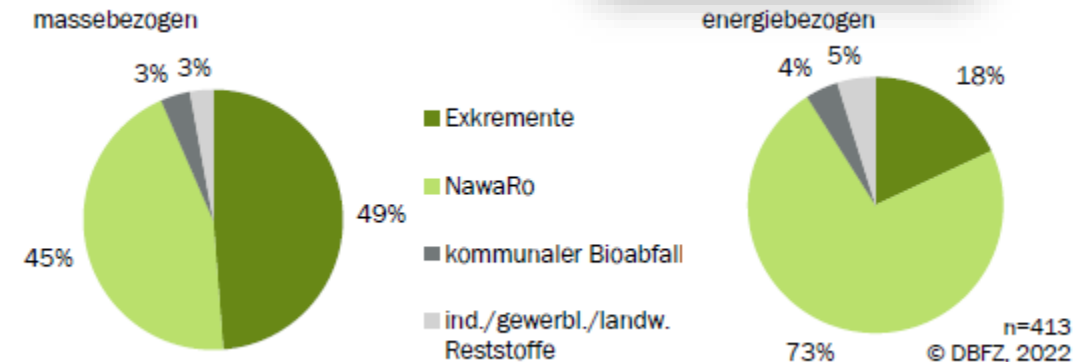 massebezogen
3% 3%
49%
45%
Exkremente
NawaRo
kommunaler Bioabfall
ind./gewerbl./landw.
Reststoffe
energiebezogen
4% 5%
18%
73%
n=413
© DBFZ, 2022